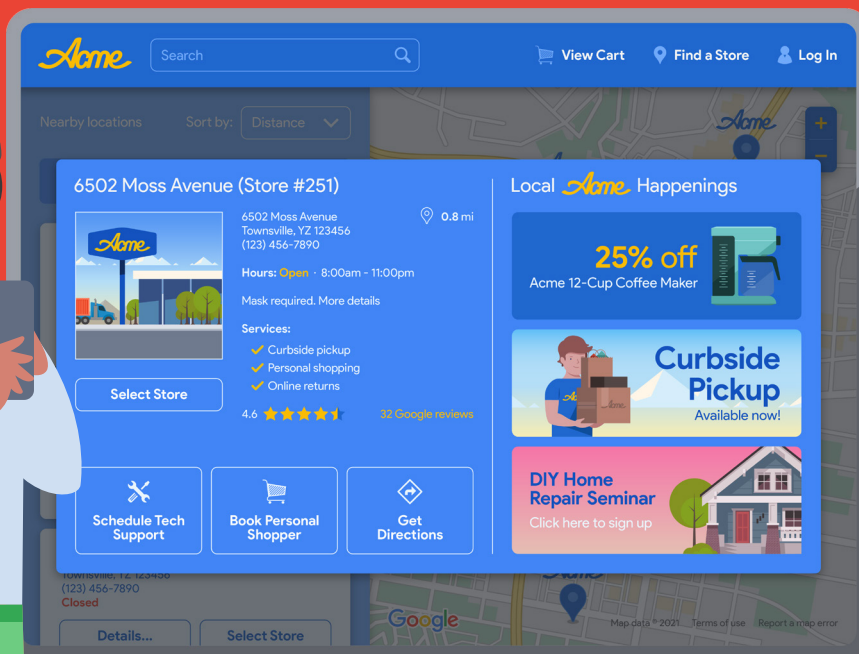 Acme
Search
View Cart
Find a Store
Log In
Nearby locations
Sort by:
Distance
Acme
+
−
6502 Moss Avenue (Store #251)
Acme
6502 Moss Avenue
0.8 mi
Townsville, YZ 123456
(123) 456-7890
Hours: Open · 8:00am - 11:00pm
Mask required. More details
Services:
Curbside pickup
Personal shopping
Online returns
Select Store
4.6
32 Google reviews
Schedule Tech
Support
Book Personal
Shopper
Get
Directions
Local Acme Happenings
25% off
Acme 12-Cup Coffee Maker
Curbside
Pickup
Available now!
Acme
DIY Home
Repair Seminar
Click here to sign up
Townsville, YZ 123456
(123) 456-7890
Closed
Details...
Select Store
Acme
Google
Map data © 2021
Terms of use
Report a map error